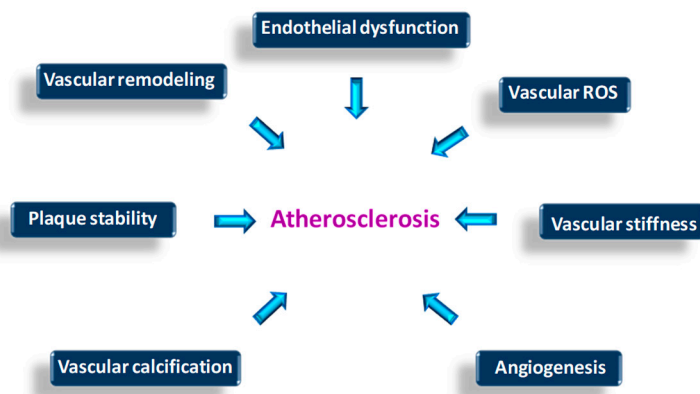 Endothelial dysfunction
Vascular remodeling
Vascular ROS
Plaque stability
Atherosclerosis
Vascular stiffness
Vascular calcification
Angiogenesis